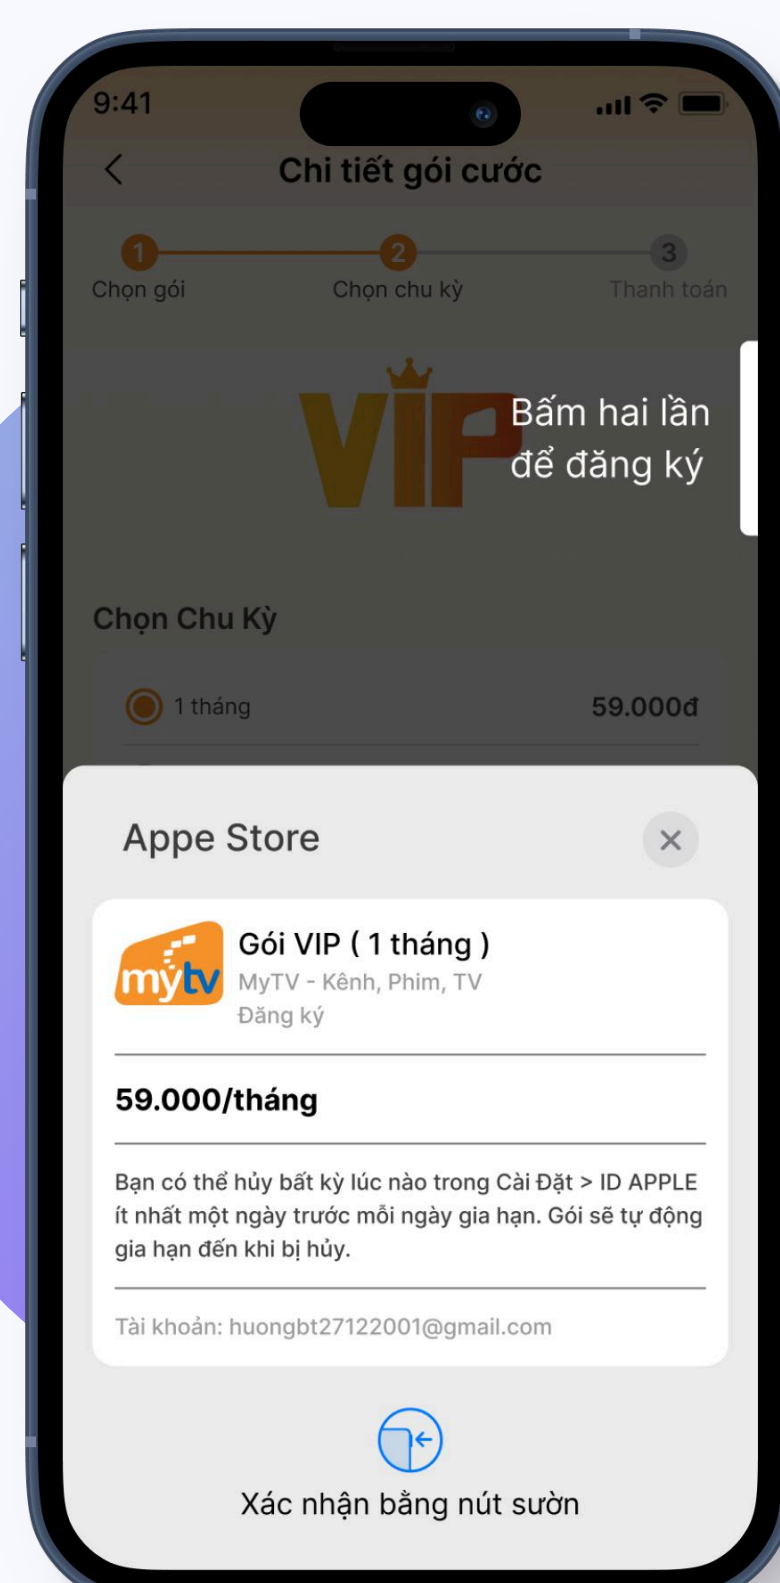 9:41
Chi tiết gói cước
1
2
3
Chọn gói
Chọn chu kỳ
Thanh toán
VIP
Bấm hai lần
để đăng ký
Chọn Chu Kỳ
1 tháng
59.000đ
Appe Store
mytv
Gói VIP ( 1 tháng )
MyTV - Kênh, Phim, TV
Đăng ký
59.000/tháng
Bạn có thể hủy bất kỳ lúc nào trong Cài Đặt > ID APPLE
ít nhất một ngày trước mỗi ngày gia hạn. Gói sẽ tự động
gia hạn đến khi bị hủy.
Tài khoản: huongbt27122001@gmail.com
Xác nhận bằng nút sườn